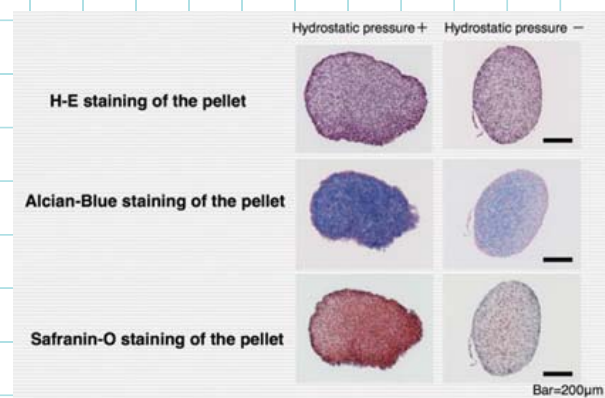 Hydrostatic pressure+ Hydrostatic pressure −
H-E staining of the pellet
Alcian-Blue staining of the pellet
Safranin-O staining of the pellet
Bar=200μm